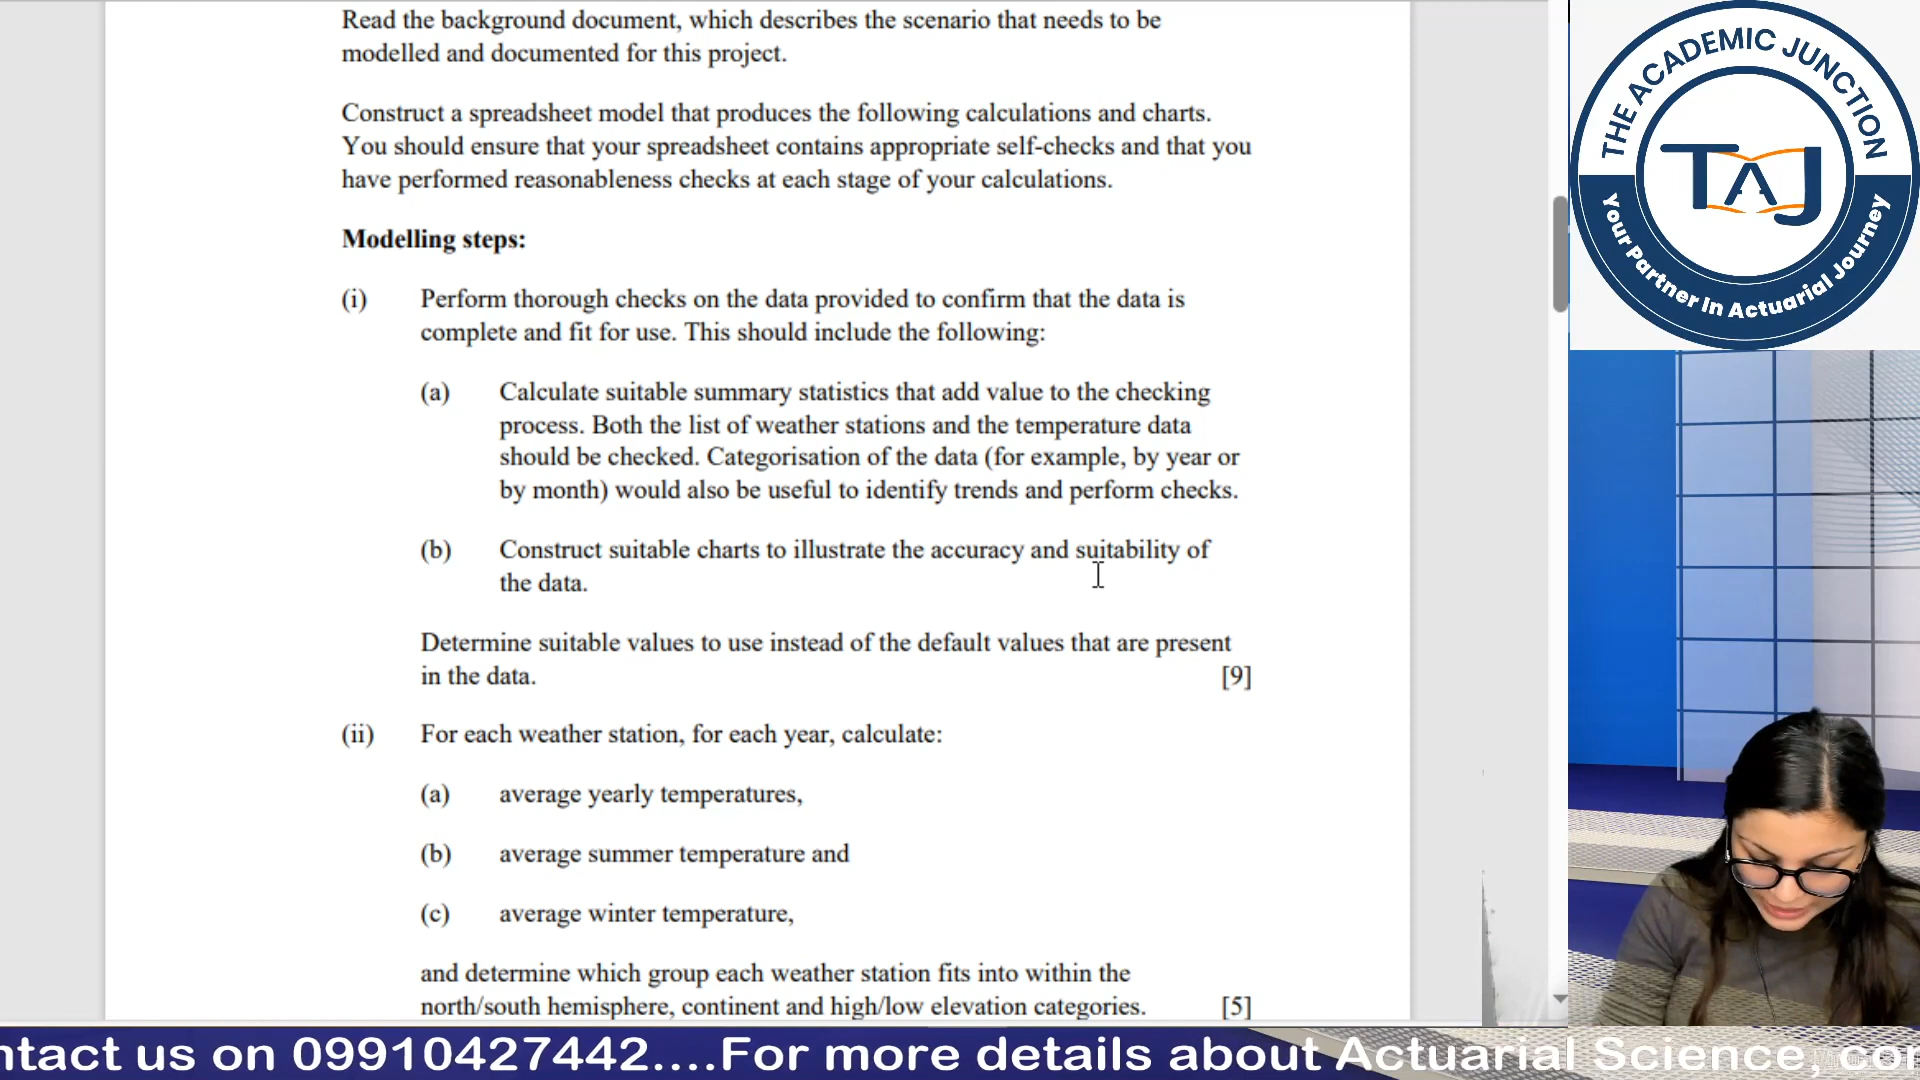 Read the background document, which describes the scenario that needs to be
modelled and documented for this project.
Construct a spreadsheet model that produces the following calculations and charts.
You should ensure that your spreadsheet contains appropriate self-checks and that you
have performed reasonableness checks at each stage of your calculations.
Modelling steps:
(i) Perform thorough checks on the data provided to confirm that the data is
complete and fit for use. This should include the following:
(a) Calculate suitable summary statistics that add value to the checking
process. Both the list of weather stations and the temperature data
should be checked. Categorisation of the data (for example, by year or
by month) would also be useful to identify trends and perform checks.
(b) Construct suitable charts to illustrate the accuracy and suitability of
the data.
Determine suitable values to use instead of the default values that are present
in the data. [9]
(ii) For each weather station, for each year, calculate:
(a) average yearly temperatures,
(b) average summer temperature and
(c) average winter temperature,
and determine which group each weather station fits into within the
north/south hemisphere, continent and high/low elevation categories. [5]
THE ACADEMIC JUNCTION
TAJ
Your Partner In Actuarial Journey
ntact us on 09910427442....For more details about Actuarial Science, con